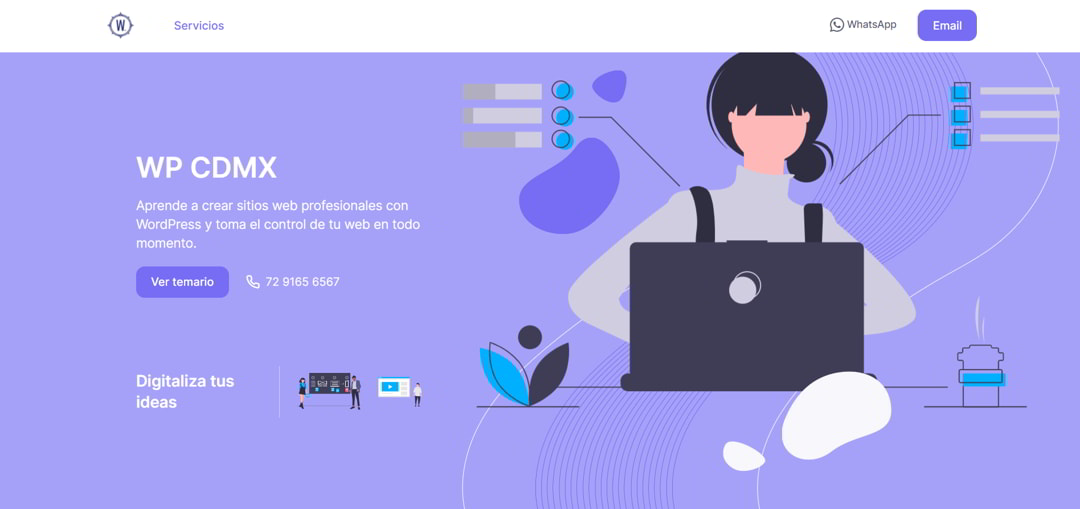 W
Servicios
WhatsApp
Email
WP CDMX
Aprende a crear sitios web profesionales con
WordPress y toma el control de tu web en todo
momento.
Ver temario
72 9165 6567
Digitaliza tus
ideas